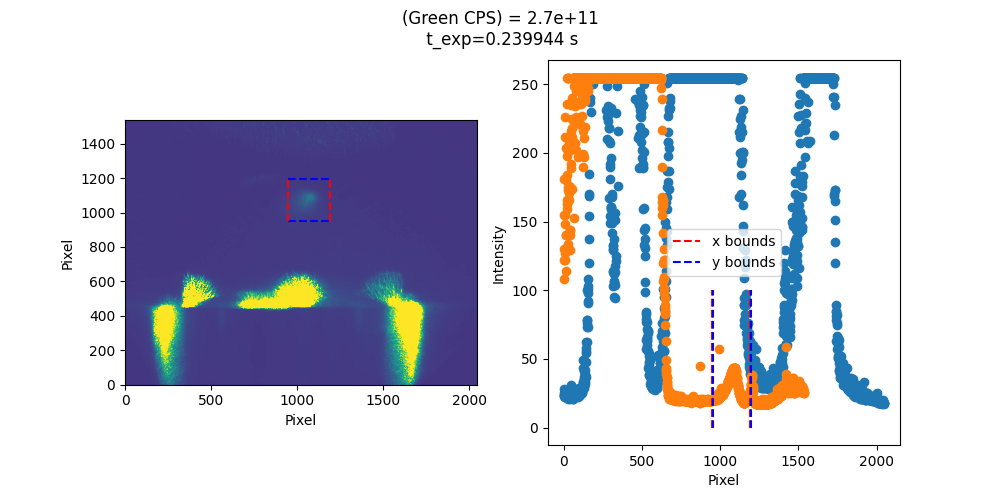 (Green CPS) = 2.7e+11
t_exp=0.239944 s
Pixel
1400
1200
1000
800
600
400
200
0
0 500 1000 1500 2000
Pixel
Intensity
250
200
150
100
50
0
x bounds
y bounds
0 500 1000 1500 2000
Pixel